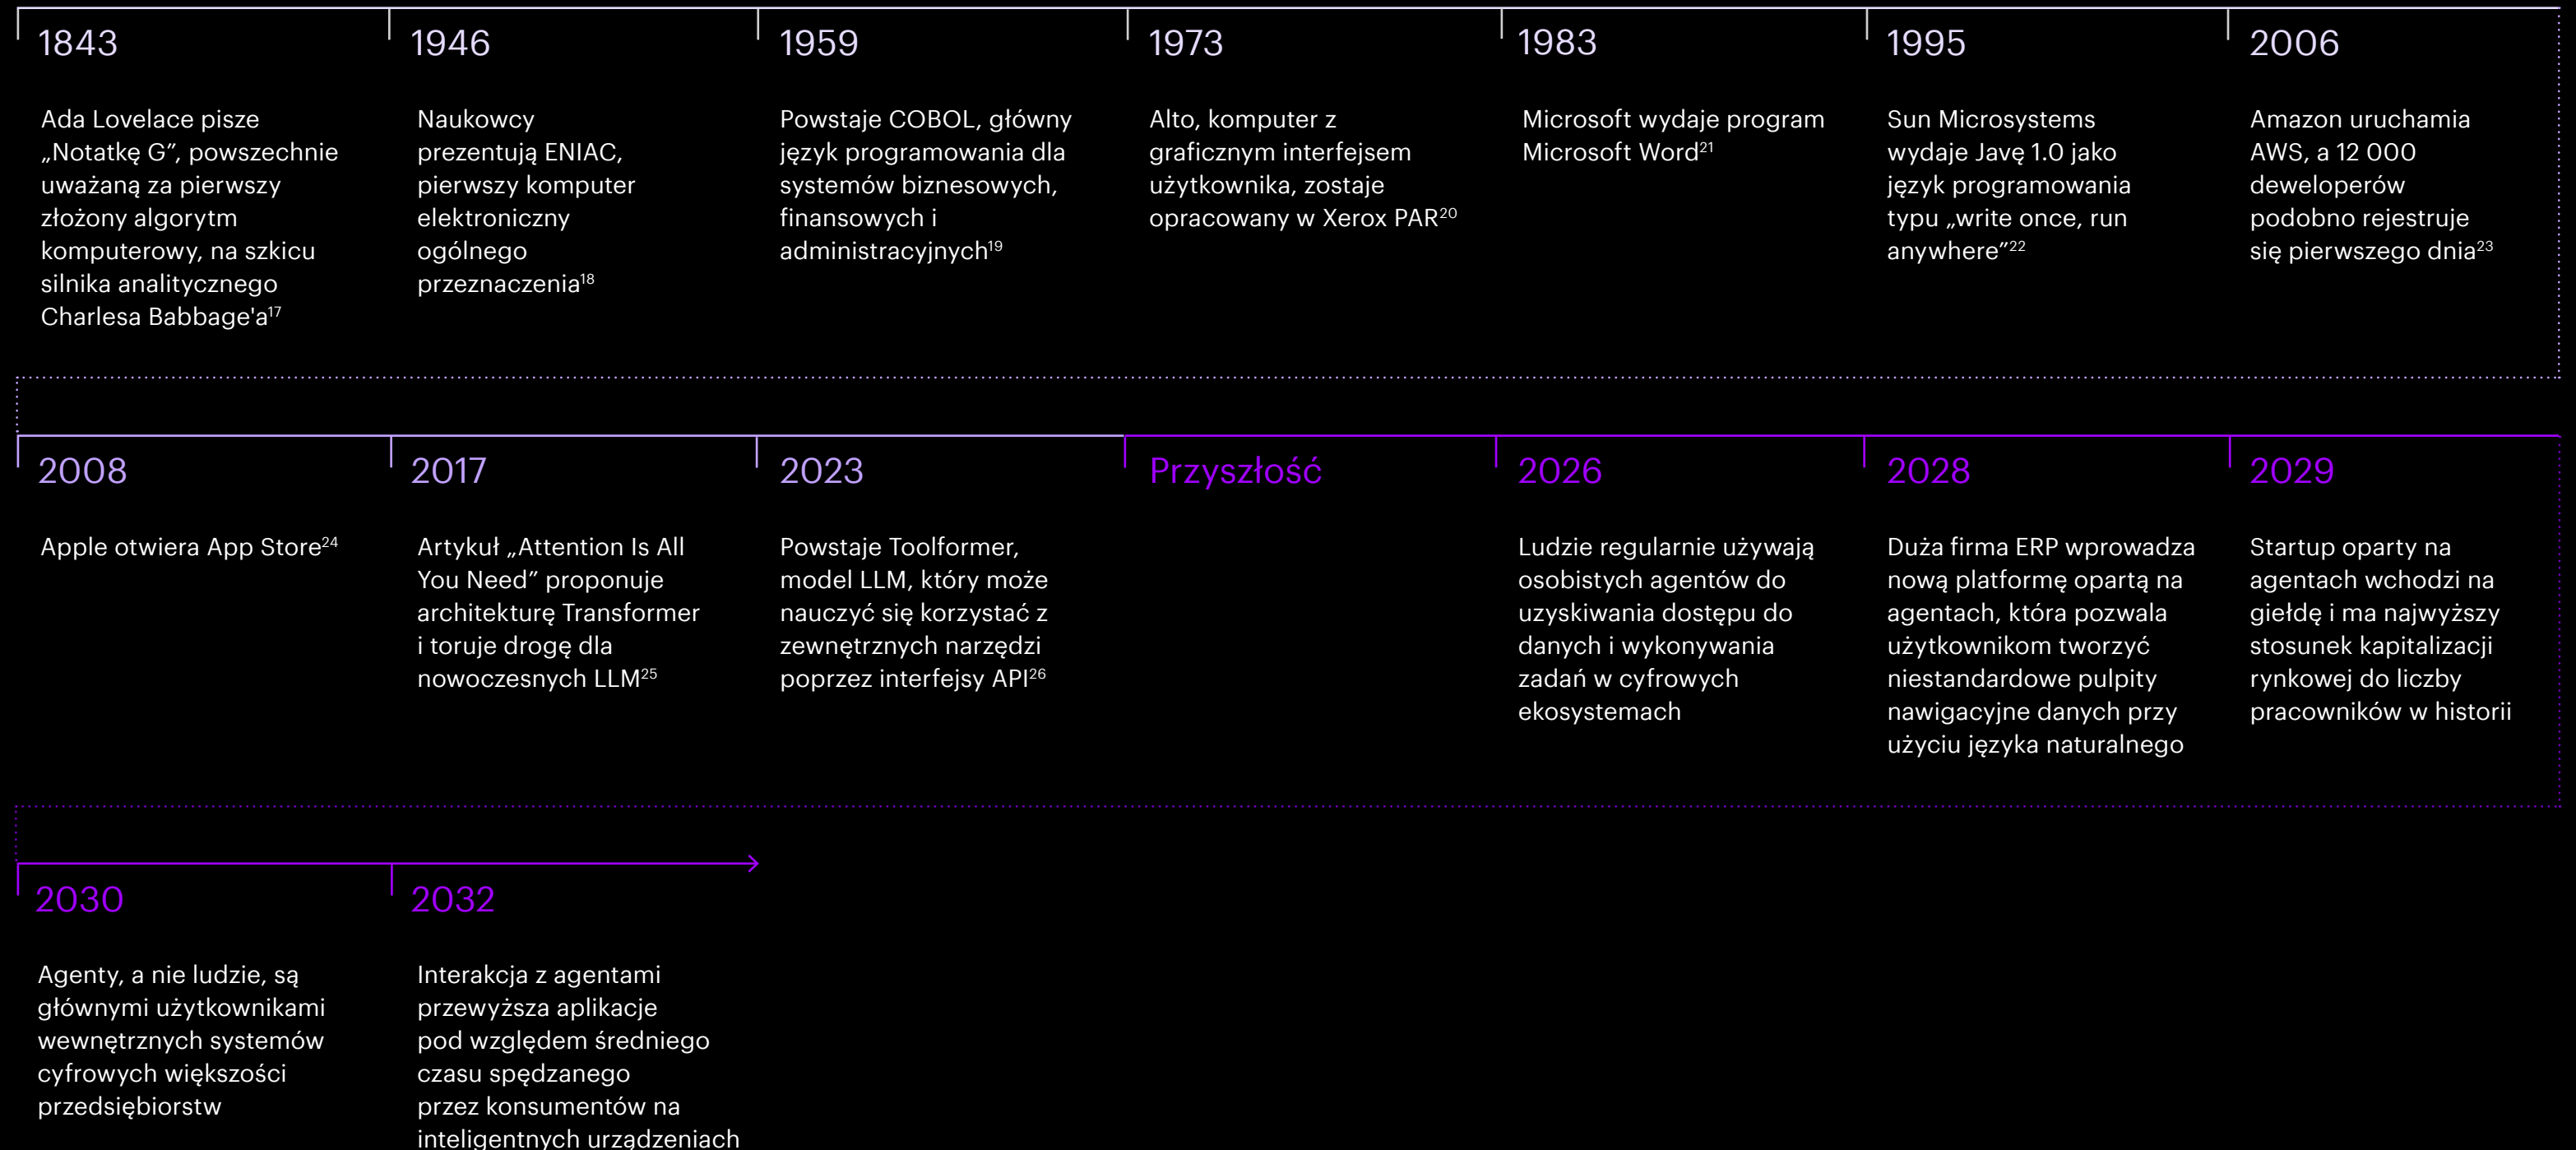 1843
Ada Lovelace pisze
„Notatkę G”, powszechnie
uważaną za pierwszy
złożony algorytm
komputerowy, na szkicu
silnika analitycznego
Charlesa Babbage'a17
1946
Naukowcy
prezentują ENIAC,
pierwszy komputer
elektroniczny
ogólnego
przeznaczenia18
1959
Powstaje COBOL, główny
język programowania dla
systemów biznesowych,
finansowych i
administracyjnych19
1973
Alto, komputer z
graficznym interfejsem
użytkownika, zostaje
opracowany w Xerox PAR20
1983
Microsoft wydaje program
Microsoft Word21
1995
Sun Microsystems
wydaje Javę 1.0 jako
język programowania
typu „write once, run
anywhere”22
2006
Amazon uruchamia
AWS, a 12 000
deweloperów
podobno rejestruje
się pierwszego dnia23
2008
Apple otwiera App Store24
2017
Artykuł „Attention Is All
You Need” proponuje
architekturę Transformer
i toruje drogę dla
nowoczesnych LLM25
2023
Powstaje Toolformer,
model LLM, który może
nauczyć się korzystać z
zewnętrznych narzędzi
poprzez interfejsy API26
Przyszłość
2026
Ludzie regularnie używają
osobistych agentów do
uzyskiwania dostępu do
danych i wykonywania
zadań w cyfrowych
ekosystemach
2028
Duża firma ERP wprowadza
nową platformę opartą na
agentach, która pozwala
użytkownikom tworzyć
niestandardowe pulpity
nawigacyjne danych przy
użyciu języka naturalnego
2029
Startup oparty na
agentach wchodzi na
giełdę i ma najwyższy
stosunek kapitalizacji
rynkowej do liczby
pracowników w historii
2030
Agenty, a nie ludzie, są
głównymi użytkownikami
wewnętrznych systemów
cyfrowych większości
przedsiębiorstw
2032
Interakcja z agentami
przewyższa aplikacje
pod względem średniego
czasu spędzanego
przez konsumentów na
inteligentnych urządzeniach